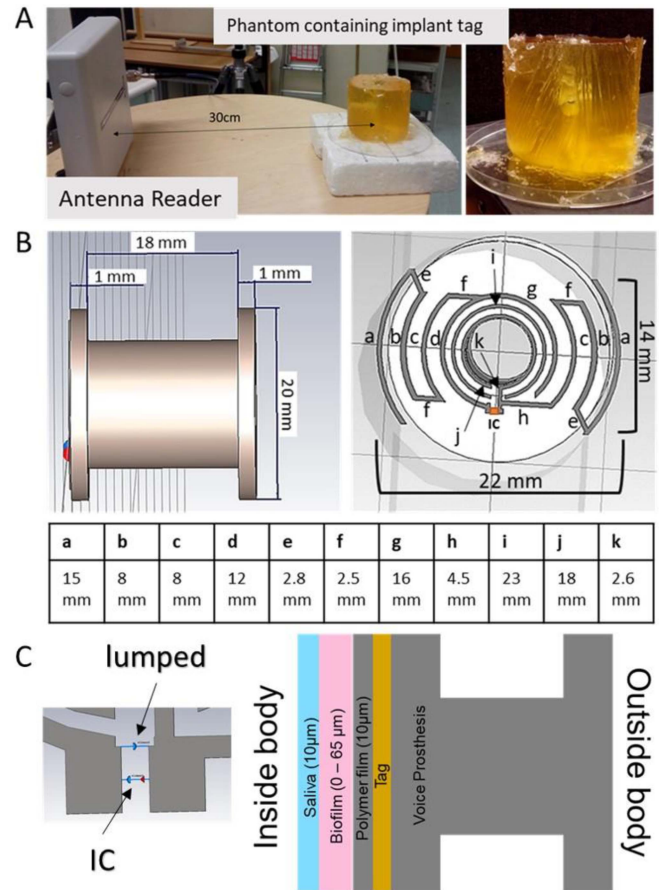 A
Phantom containing implant tag
30cm
Antenna Reader
B
18 mm
1 mm
1 mm
20 mm
i
e
f
g
f
a
b
c
d
k
c
b
a
14 mm
f
j
IC
h
e
22 mm
a b c d e f g h i j k
15 8 8 12 2.8 2.5 16 4.5 23 18 2.6
mm mm mm mm mm mm mm mm mm mm mm
C
lumped
IC
Inside body
Saliva (10μm)
Biofilm (0 – 65 μm)
Polymer film (10μm)
Tag
Voice Prosthesis
Outside body